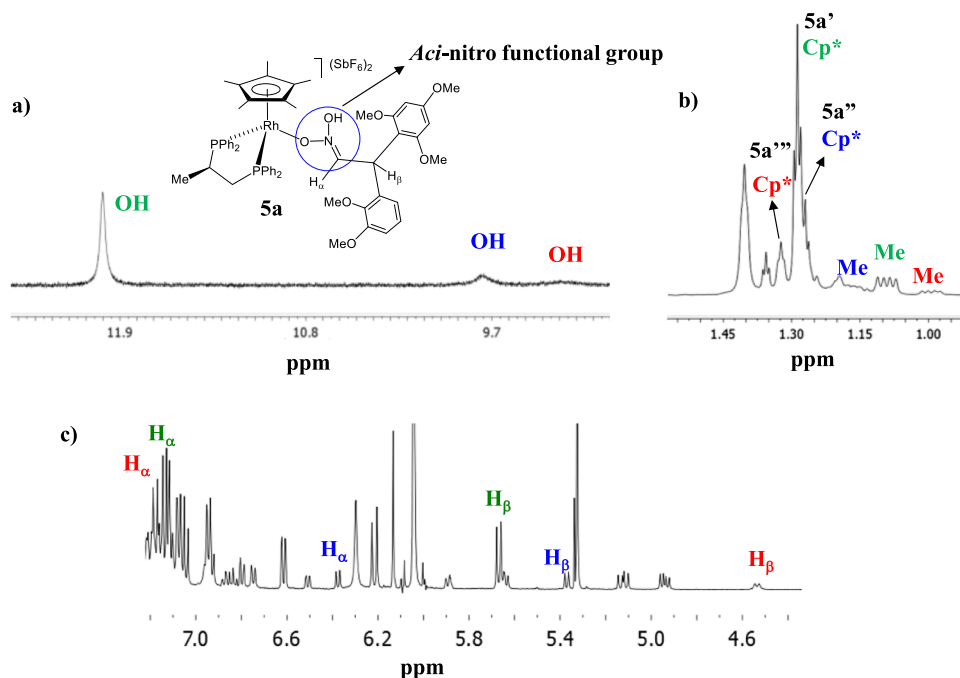 a)
Aci-nitro functional group
(SbF6)2
Rh
PPh2
PPh2
Me
O
N
OH
Hα
Hβ
MeO
OMe
OMe
MeO
MeO
5a
OH
OH
OH
11.9 10.8 9.7
ppm
b)
5a'
Cp*
5a''
Cp*
5a'''
Cp*
Me
Me
Me
1.45 1.30 1.15 1.00
ppm
c)
Hα
Hα
Hα
Hβ
Hβ
Hβ
7.0 6.6 6.2 5.8 5.4 5.0 4.6
ppm